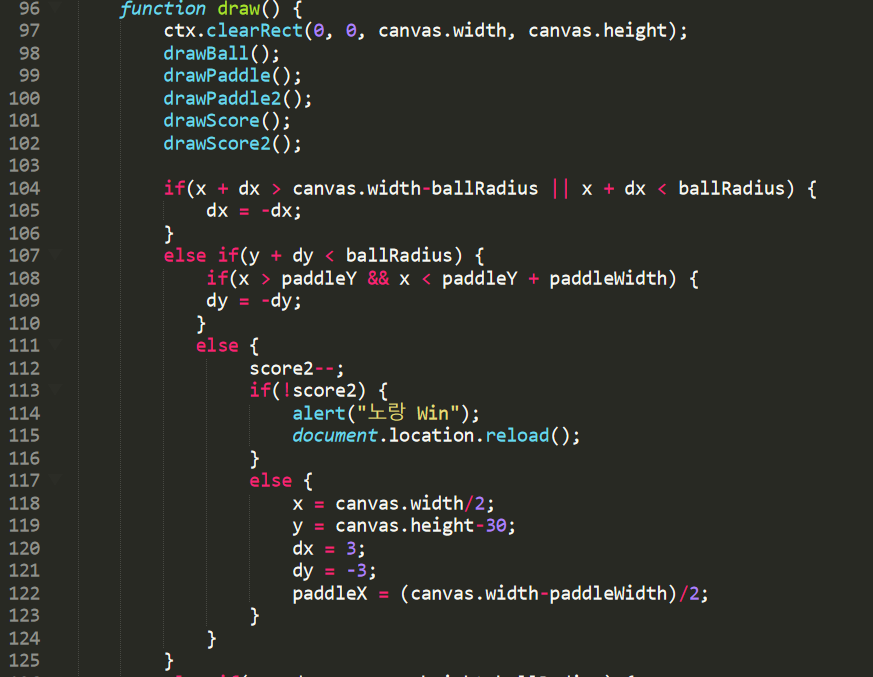 96 function draw() {
97 ctx.clearRect(0, 0, canvas.width, canvas.height);
98 drawBall();
99 drawPaddle();
100 drawPaddle2();
101 drawScore();
102 drawScore2();
103
104 if(x + dx > canvas.width-ballRadius || x + dx < ballRadius) {
105 dx = -dx;
106 }
107 else if(y + dy < ballRadius) {
108 if(x > paddleY && x < paddleY + paddleWidth) {
109 dy = -dy;
110 }
111 else {
112 score2--;
113 if(!score2) {
114 alert("노랑 Win");
115 document.location.reload();
116 }
117 else {
118 x = canvas.width/2;
119 y = canvas.height-30;
120 dx = 3;
121 dy = -3;
122 paddleX = (canvas.width-paddleWidth)/2;
123 }
124 }
125 }